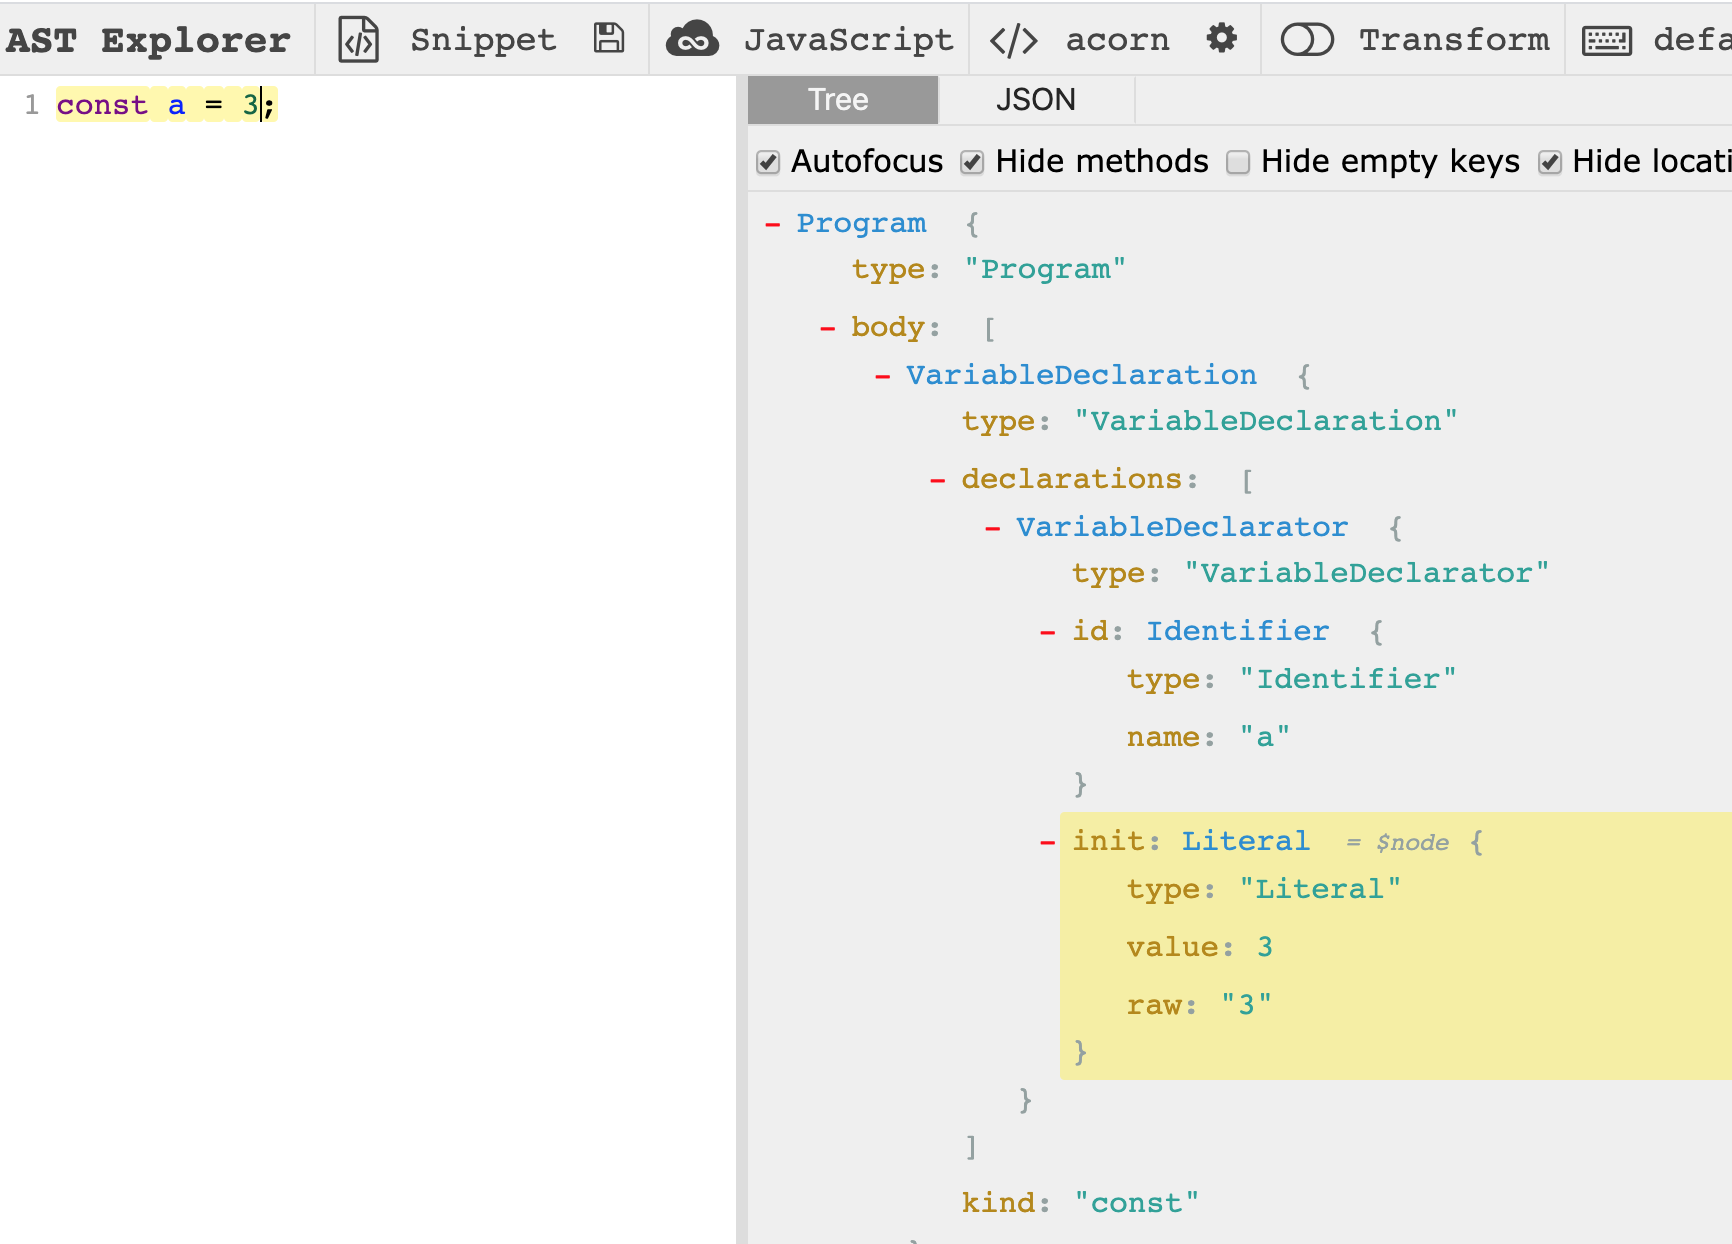 AST Explorer Snippet JavaScript </> acorn Transform defa
1 const a = 3;
Tree JSON
Autofocus Hide methods Hide empty keys Hide locati
- Program {
type: "Program"
- body: [
- VariableDeclaration {
type: "VariableDeclaration"
- declarations: [
- VariableDeclarator {
type: "VariableDeclarator"
- id: Identifier {
type: "Identifier"
name: "a"
}
- init: Literal = $node {
type: "Literal"
value: 3
raw: "3"
}
}
]
kind: "const"